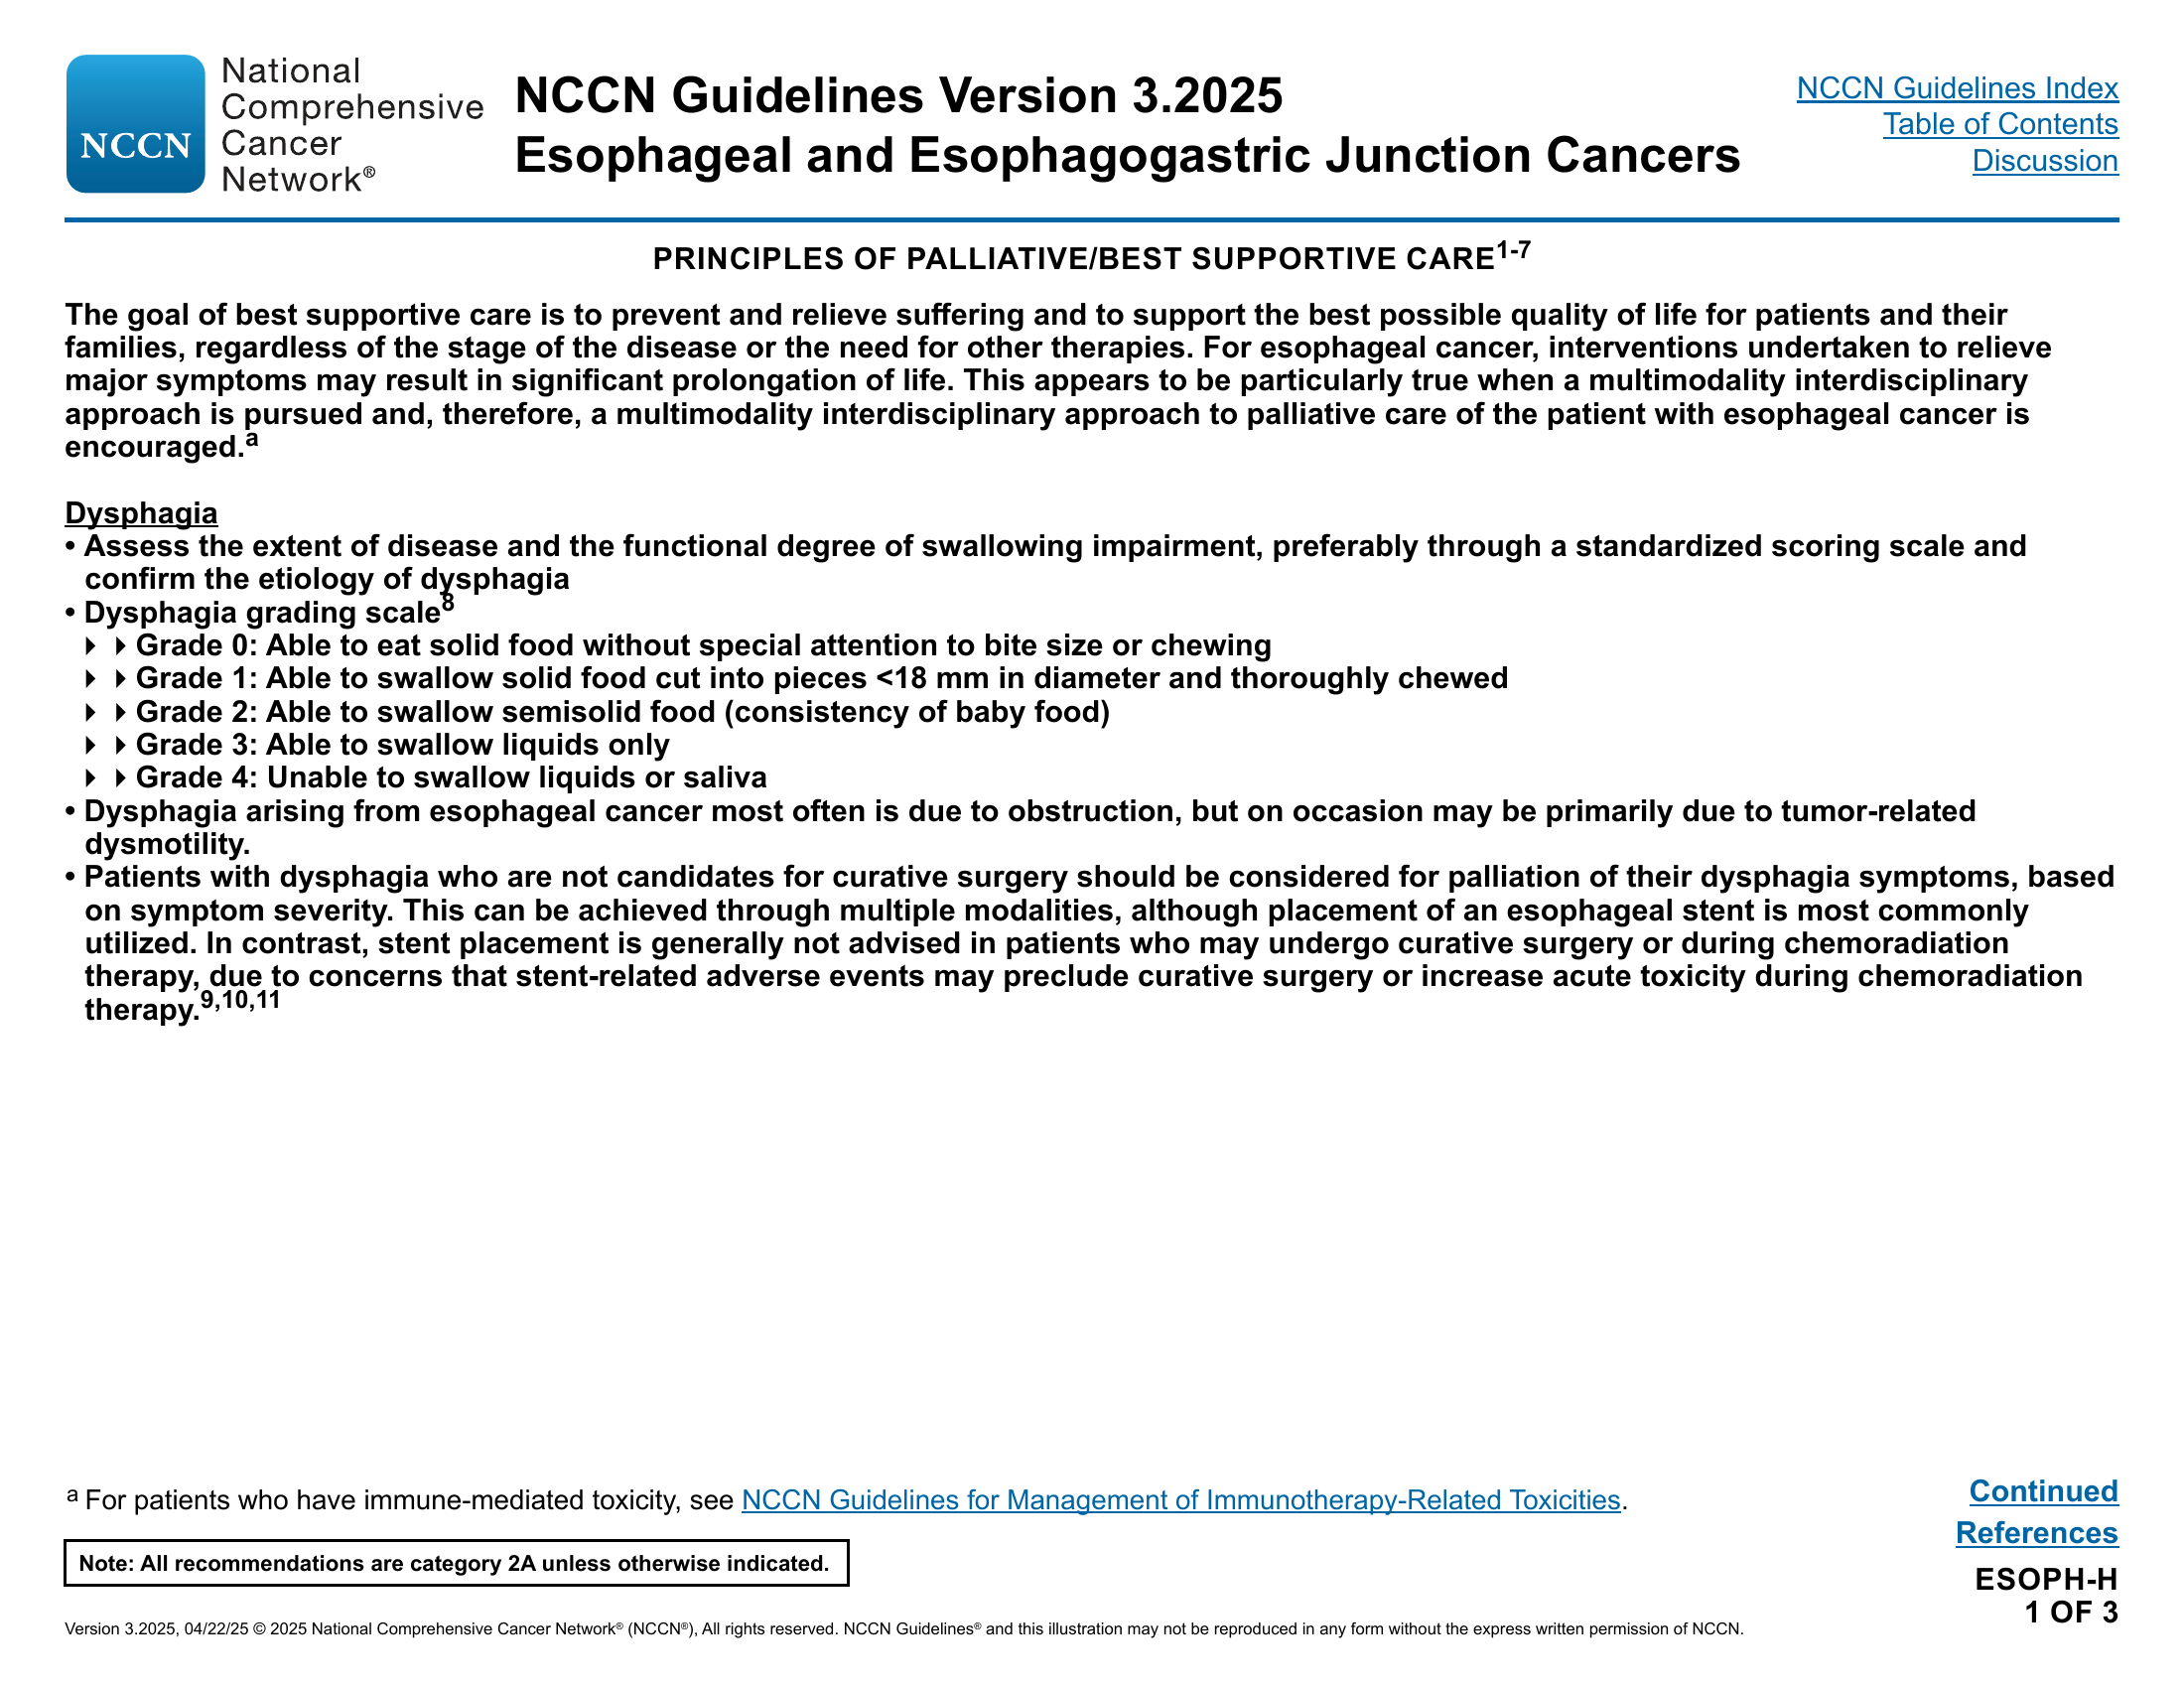 National
Comprehensive
Cancer
Network®
NCCN
NCCN Guidelines Version 3.2025
Esophageal and Esophagogastric Junction Cancers
NCCN Guidelines Index
Table of Contents
Discussion
PRINCIPLES OF PALLIATIVE/BEST SUPPORTIVE CARE1-7
The goal of best supportive care is to prevent and relieve suffering and to support the best possible quality of life for patients and their
families, regardless of the stage of the disease or the need for other therapies. For esophageal cancer, interventions undertaken to relieve
major symptoms may result in significant prolongation of life. This appears to be particularly true when a multimodality interdisciplinary
approach is pursued and, therefore, a multimodality interdisciplinary approach to palliative care of the patient with esophageal cancer is
encouraged.a
Dysphagia
• Assess the extent of disease and the functional degree of swallowing impairment, preferably through a standardized scoring scale and
confirm the etiology of dysphagia
• Dysphagia grading scale8
Grade 0: Able to eat solid food without special attention to bite size or chewing
Grade 1: Able to swallow solid food cut into pieces <18 mm in diameter and thoroughly chewed
Grade 2: Able to swallow semisolid food (consistency of baby food)
Grade 3: Able to swallow liquids only
Grade 4: Unable to swallow liquids or saliva
• Dysphagia arising from esophageal cancer most often is due to obstruction, but on occasion may be primarily due to tumor-related
dysmotility.
• Patients with dysphagia who are not candidates for curative surgery should be considered for palliation of their dysphagia symptoms, based
on symptom severity. This can be achieved through multiple modalities, although placement of an esophageal stent is most commonly
utilized. In contrast, stent placement is generally not advised in patients who may undergo curative surgery or during chemoradiation
therapy, due to concerns that stent-related adverse events may preclude curative surgery or increase acute toxicity during chemoradiation
therapy.9,10,11
a For patients who have immune-mediated toxicity, see NCCN Guidelines for Management of Immunotherapy-Related Toxicities.
Continued
References
Note: All recommendations are category 2A unless otherwise indicated.
ESOPH-H
1 OF 3
Version 3.2025, 04/22/25 © 2025 National Comprehensive Cancer Network® (NCCN®), All rights reserved. NCCN Guidelines® and this illustration may not be reproduced in any form without the express written permission of NCCN.